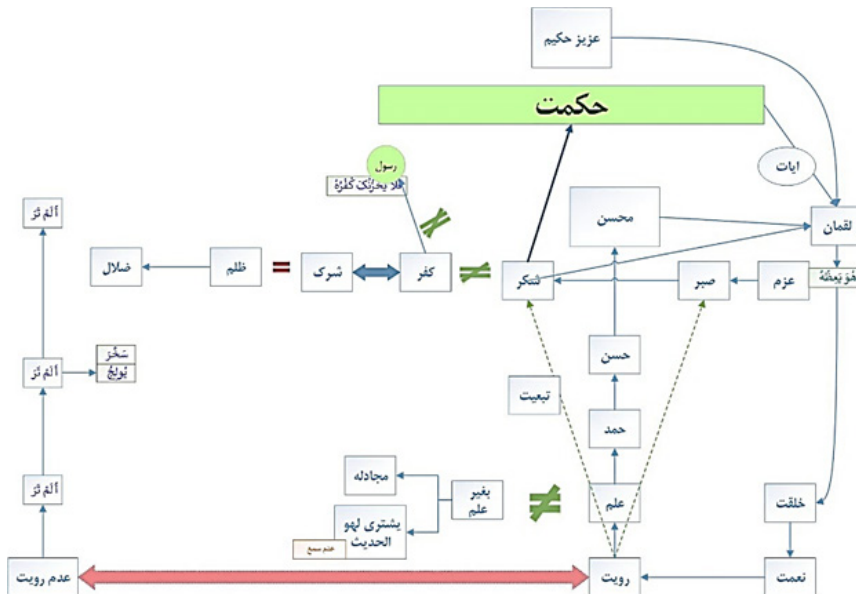 عزیز حکیم
حکمت
ایات
رسول
فلا یحزنک کفره
محسن
لقمان
ألم تر
ضلال
ظلم
=
شرک
کفر
≠
≠
شکر
صبر
عزم
هو یعظه
حسن
ألم تر
سخر
یولج
تبعیت
حمد
مجادله
بغیر
علم
≠
علم
خلقت
ألم تر
یشتری لهو
الحدیث
عدم سمع
عدم رویت
رویت
نعمت